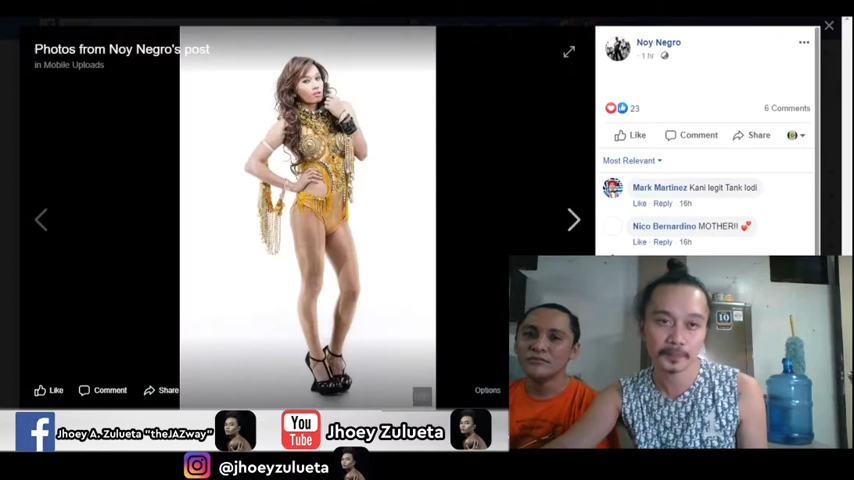 Photos from Noy Negro's post
in Mobile Uploads
Noy Negro
1 hr
23
6 Comments
Like
Comment
Share
Most Relevant
Mark Martinez Kani legit Tank lodi
Like Reply 16h
Nico Bernardino MOTHER!! 💕
Like Reply 16h
10
Like
Comment
Share
Options
Jhoey A. Zulueta "theJAZway"
You
Tube
Jhoey Zulueta
@jhoeyzulueta